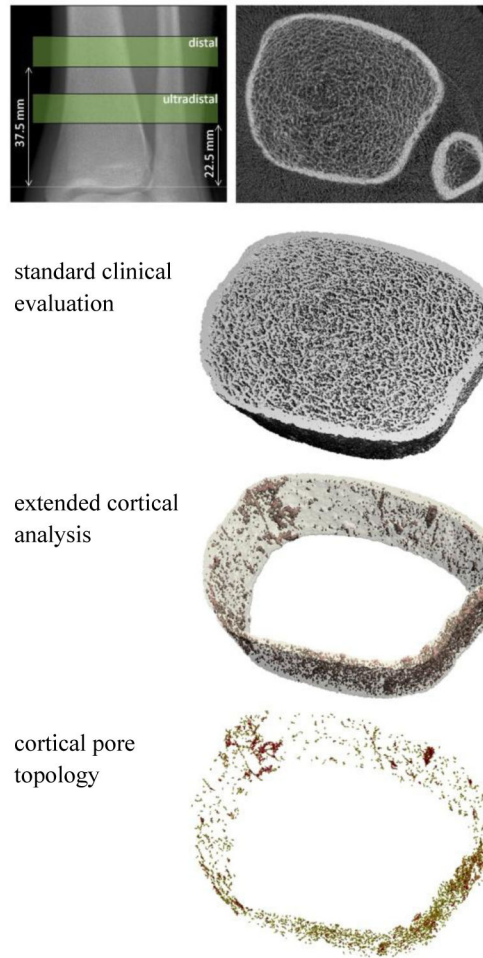 distal
ultradistal
37.5 mm
22.5 mm
standard clinical
evaluation
extended cortical
analysis
cortical pore
topology